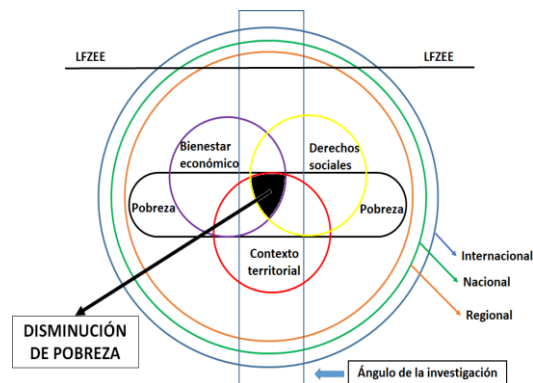 LFZEE
LFZEE
Bienestar
económico
Derechos
sociales
Pobreza
Pobreza
Contexto
territorial
Internacional
Nacional
Regional
DISMINUCIÓN
DE POBREZA
Ángulo de la investigación